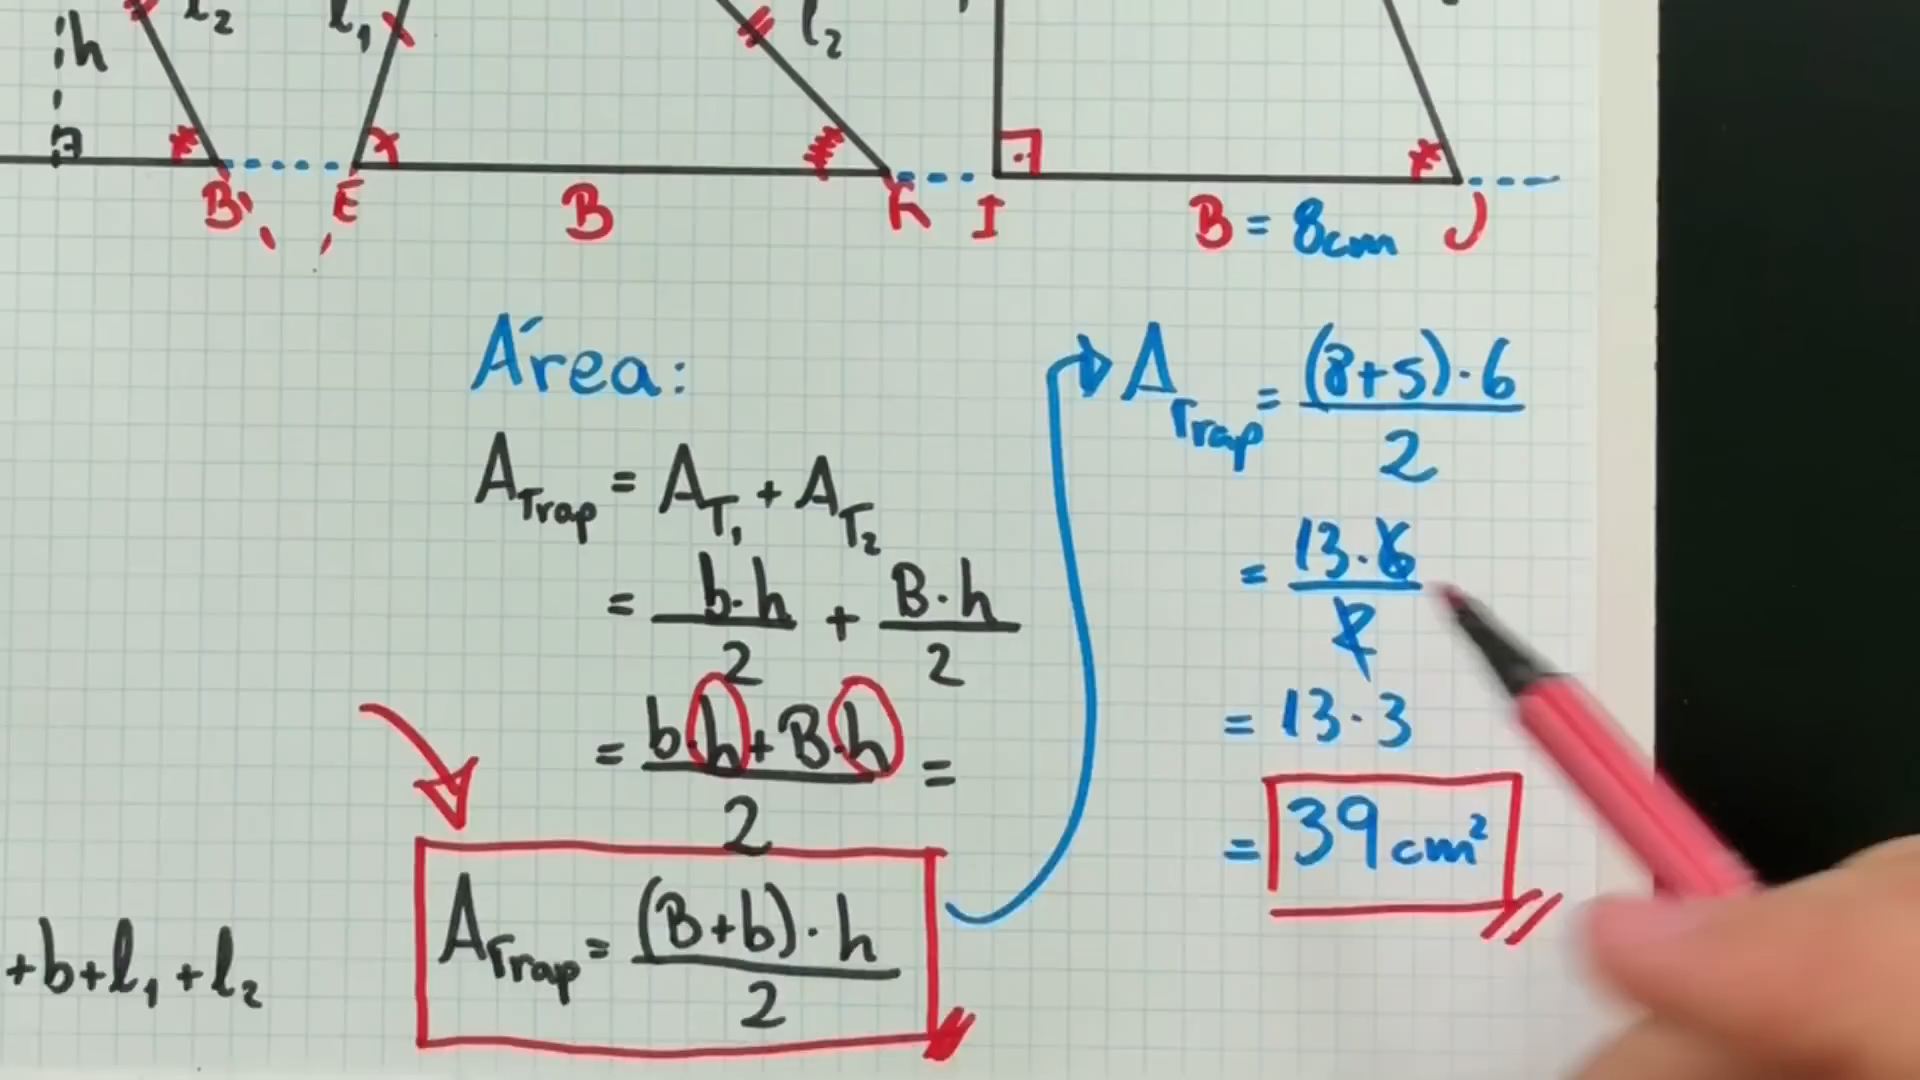 h l₂ l₁ l₂
B E B F I B = 8cm J
Área:
A_Trap = A_T₁ + A_T₂
= b·h/2 + B·h/2
= b·h+B·h/2 =
A_Trap = (B+b)·h/2
+b+l₁+l₂
A_Trap = (8+5)·6/2
= 13·6/2
= 13·3
= 39cm²